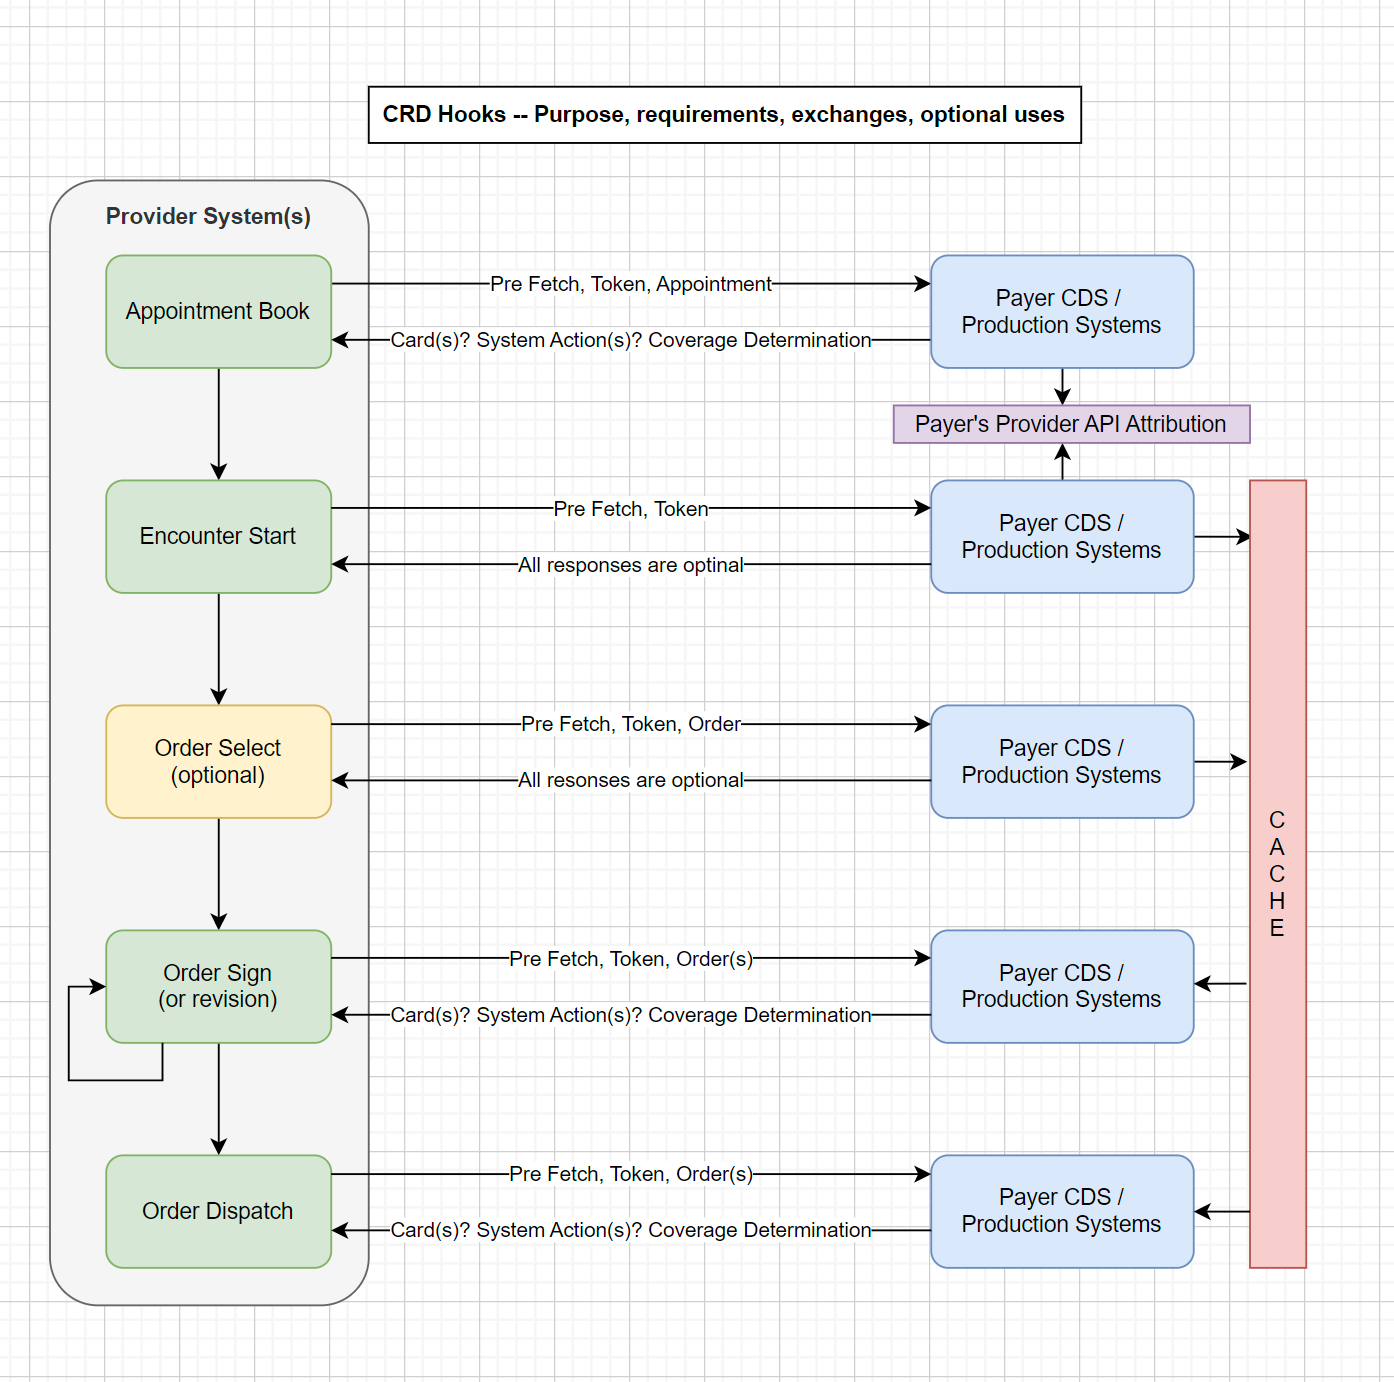 CRD Hooks -- Purpose, requirements, exchanges, optional uses
Provider System(s)
Appointment Book
Pre Fetch, Token, Appointment
Card(s)? System Action(s)? Coverage Determination
Payer CDS /
Production Systems
Payer's Provider API Attribution
Encounter Start
Pre Fetch, Token
All responses are optinal
Payer CDS /
Production Systems
Order Select
(optional)
Pre Fetch, Token, Order
All resonses are optional
Payer CDS /
Production Systems
C
A
C
H
E
Order Sign
(or revision)
Pre Fetch, Token, Order(s)
Card(s)? System Action(s)? Coverage Determination
Payer CDS /
Production Systems
Order Dispatch
Pre Fetch, Token, Order(s)
Card(s)? System Action(s)? Coverage Determination
Payer CDS /
Production Systems